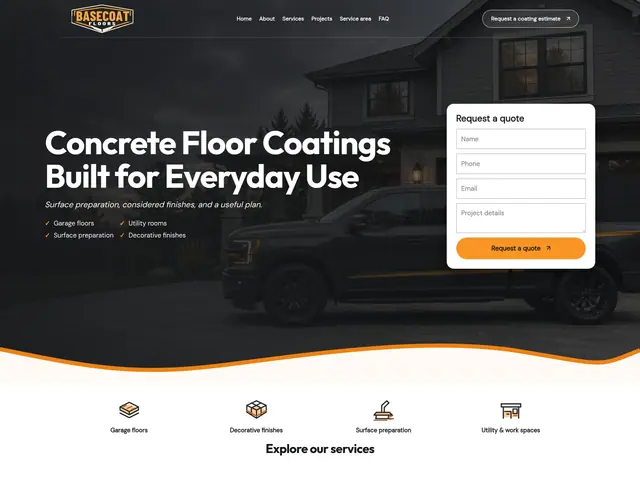 BASECOAT
FLOORS
Home About Services Projects Service area FAQ
Request a coating estimate
Concrete Floor Coatings
Built for Everyday Use
Surface preparation, considered finishes, and a useful plan.
Garage floors
Utility rooms
Surface preparation
Decorative finishes
Request a quote
Name
Phone
Email
Project details
Request a quote
Garage floors
Decorative finishes
Surface preparation
Utility & work spaces
Explore our services